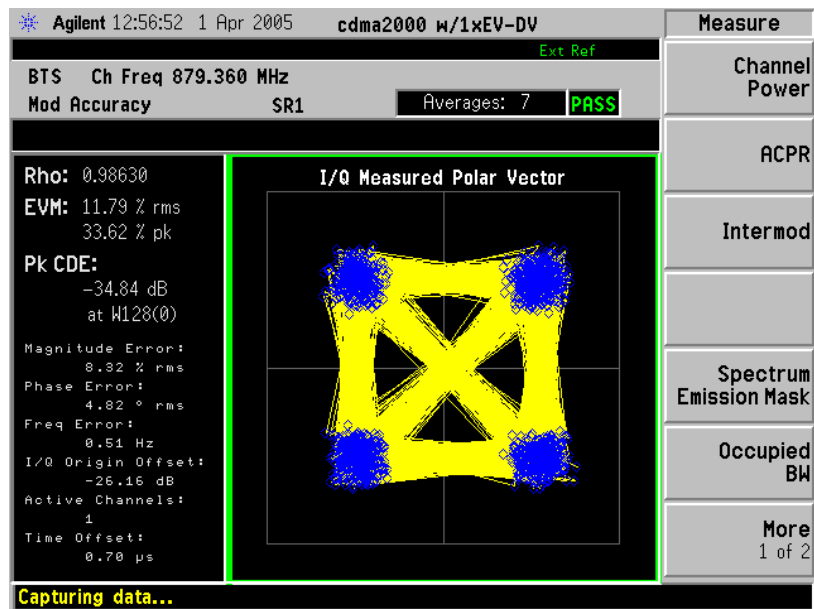 Agilent 12:56:52 1 Apr 2005 cdma2000 w/1xEV-DV
Measure
Ext Ref
BTS Ch Freq 879.360 MHz
Mod Accuracy SR1 Averages: 7 PASS
Channel
Power
ACPR
Intermod
Spectrum
Emission Mask
Occupied
BW
More
1 of 2
Rho: 0.98630
EVM: 11.79 % rms
33.62 % pk
Pk CDE:
-34.84 dB
at W128(0)
Magnitude Error:
8.32 % rms
Phase Error:
4.82 ° rms
Freq Error:
0.51 Hz
I/Q Origin Offset:
-26.16 dB
Active Channels:
1
Time Offset:
0.70 µs
I/Q Measured Polar Vector
Capturing data...